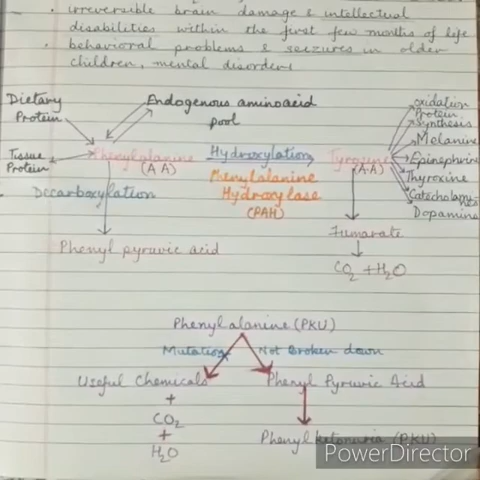 . irreversible brain damage & intellectual
disabilities within the first few months of life
. behavioral problems & seizures in older
children, mental disorders
Dietary
Protein
Endogenous aminoacid
pool
oxidation
Protein
Synthesis
Melanine
Tissue
Protein
Phenylalanine
(A A)
Hydroxylation
Tyrosine
(A.A)
Epinephrine
Phenylalanine
Hydroxylase
(PAH)
Thyroxine
Decarboxylation
Catecholamines
Dopamine
Phenyl pyruvic acid
Fumarate
CO2 + H2O
Phenylalanine (PKU)
Mutation
Not Broken down
Useful Chemicals
Phenyl Pyruvic Acid
+
CO2
+
H2O
Phenylketonuria (PKU)
PowerDirector